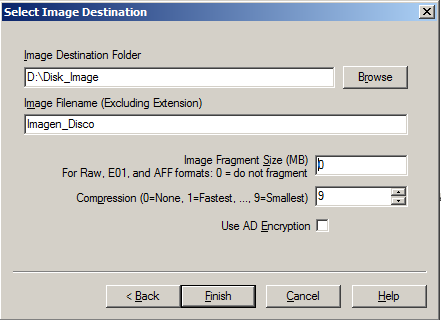 Select Image Destination
Image Destination Folder
D:\Disk_Image
Browse
Image Filename (Excluding Extension)
Imagen_Disco
Image Fragment Size (MB)
For Raw, E01, and AFF formats: 0 = do not fragment
0
Compression (0=None, 1=Fastest, ..., 9=Smallest)
9
Use AD Encryption
< Back
Finish
Cancel
Help